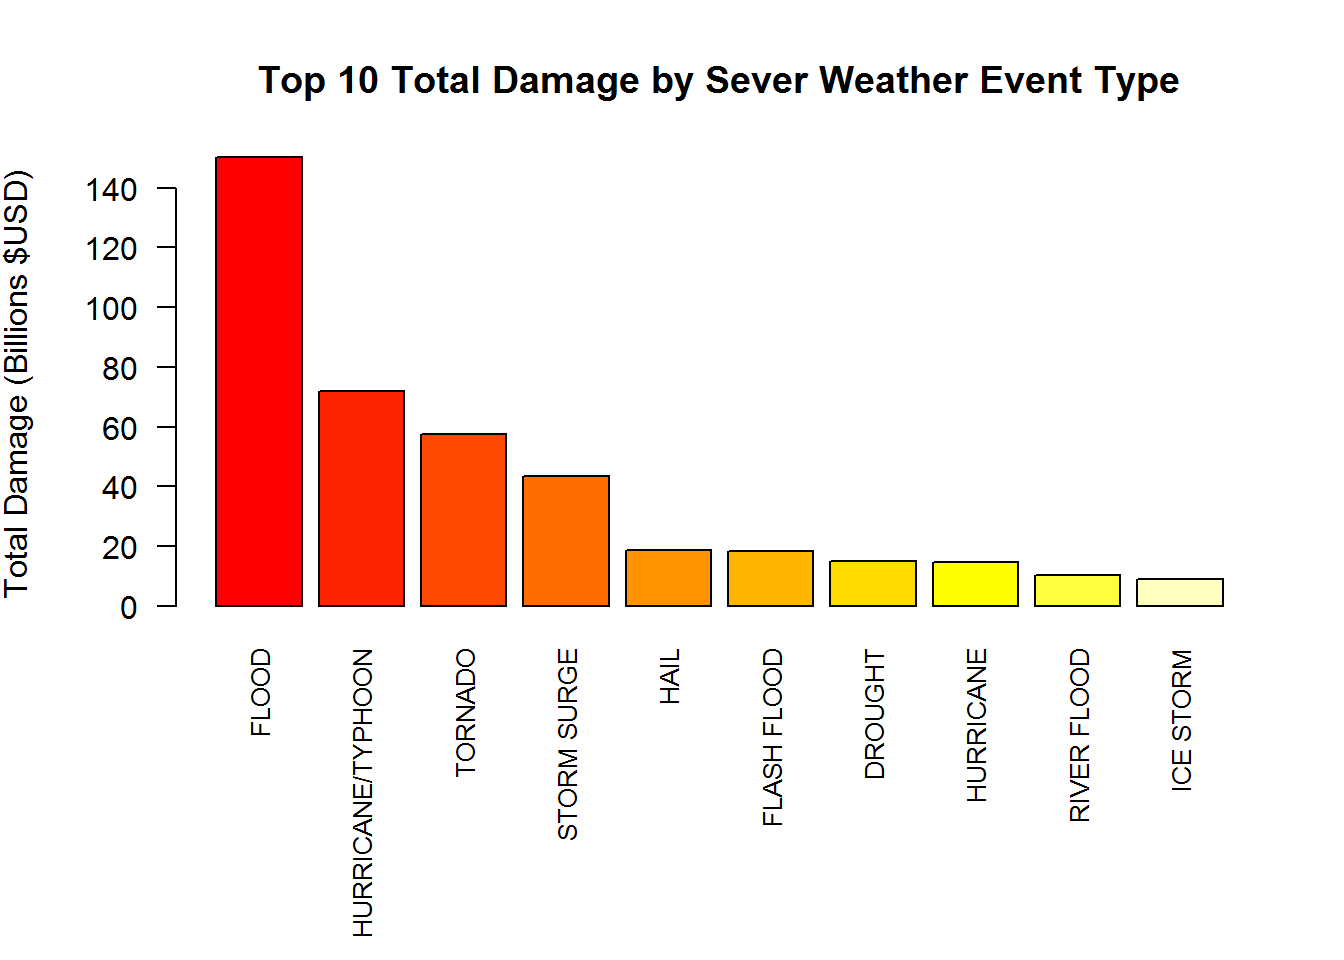 Top 10 Total Damage by Sever Weather Event Type
Total Damage (Billions $USD)
140
120
100
80
60
40
20
0
FLOOD
HURRICANE/TYPHOON
TORNADO
STORM SURGE
HAIL
FLASH FLOOD
DROUGHT
HURRICANE
RIVER FLOOD
ICE STORM